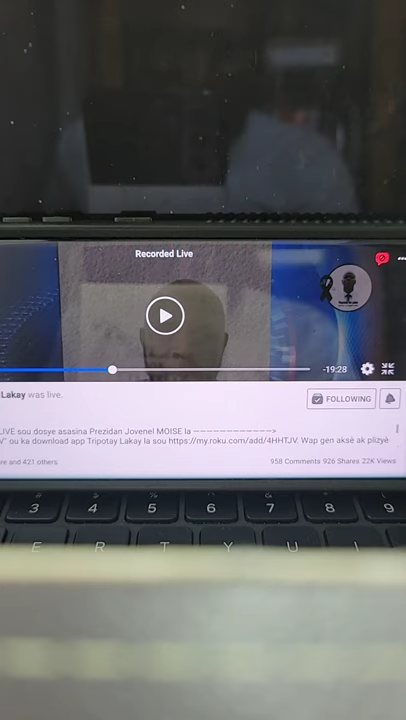 Recorded Live
-19:28
Lakay was live.
FOLLOWING
LIVE sou dosye asasina Prezidan Jovenel MOISE la ————————————>
V" ou ka download app Tripotay Lakay la sou https://my.roku.com/add/4HHTJV. Wap gen aksè ak plizyè
re and 421 others
958 Comments 926 Shares 22K Views
3 4 5 6 7 8 9
E R T Y U I